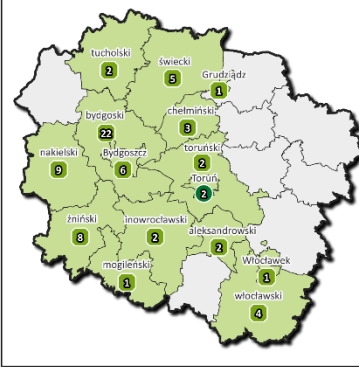 tucholski
2
świecki
5
Grudziądz
1
chełmiński
3
bydgoski
22
toruński
2
nakielski
9
Bydgoszcz
6
Toruń
2
żniński
8
inowrocławski
2
aleksandrowski
2
mogileński
1
Włocławek
1
włocławski
4